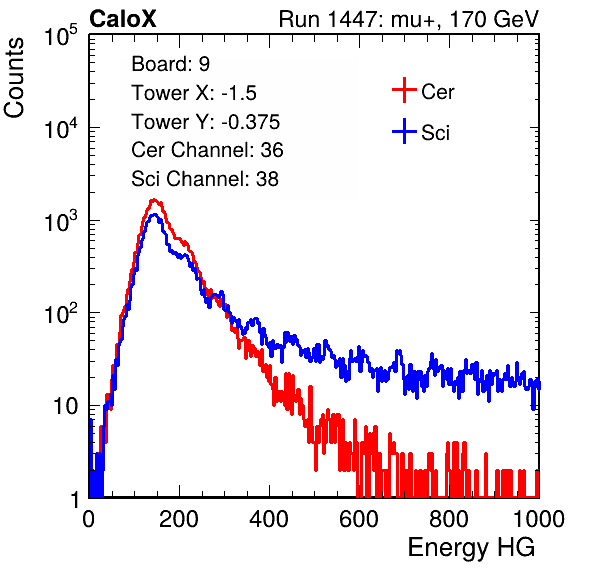 CaloX Run 1447: mu+, 170 GeV
Counts
10^5
10^4
10^3
10^2
10
1
Board: 9
Tower X: -1.5
Tower Y: -0.375
Cer Channel: 36
Sci Channel: 38
Cer
Sci
0 200 400 600 800 1000
Energy HG